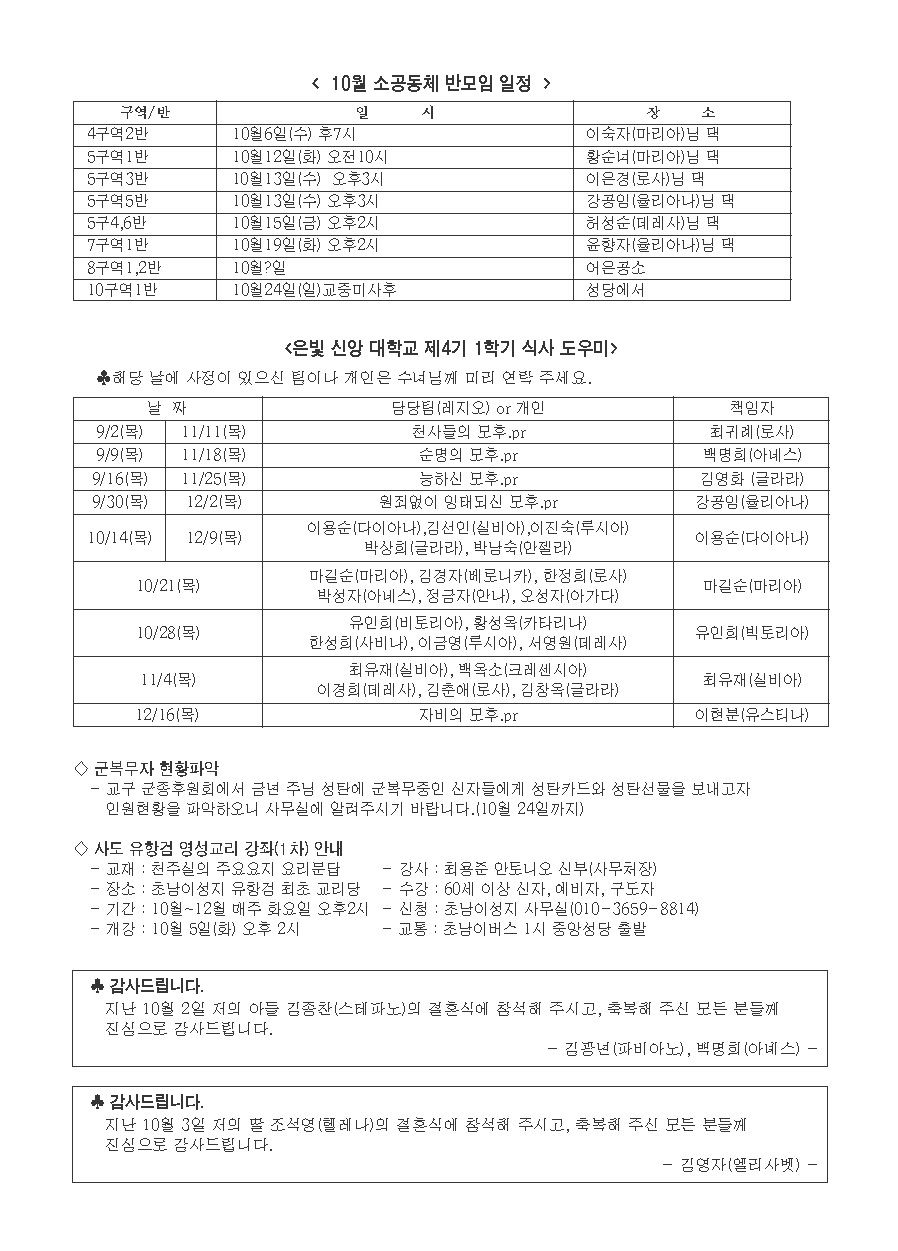 < 10월 소공동체 반모임 일정 >
구역/반 일 시 장 소
4구역2반 10월6일(수) 후7시 이숙자(마리아)님 댁
5구역1반 10월12일(화) 오전10시 황순녀(마리아)님 댁
5구역3반 10월13일(수) 오후3시 이은경(로사)님 댁
5구역5반 10월13일(수) 오후3시 강공임(율리아나)님 댁
5구4,6반 10월15일(금) 오후2시 허성순(데레사)님 댁
7구역1반 10월19일(화) 오후2시 윤향자(율리아나)님 댁
8구역1,2반 10월?일 어은공소
10구역1반 10월24일(일)교중미사후 성당에서
<은빛 신앙 대학교 제4기 1학기 식사 도우미>
♣해당 날에 사정이 있으신 팀이나 개인은 수녀님께 미리 연락 주세요.
날 짜 담당팀(레지오) or 개인 책임자
9/2(목) 11/11(목) 천사들의 모후.pr 최귀례(로사)
9/9(목) 11/18(목) 순명의 모후.pr 백명희(아녜스)
9/16(목) 11/25(목) 능하신 모후.pr 김영화 (글라라)
9/30(목) 12/2(목) 원죄없이 잉태되신 모후.pr 강공임(율리아나)
10/14(목) 12/9(목) 이용순(다이아나),김선인(실비아),이진숙(루시아)
박상희(글라라), 박남숙(안젤라) 이용순(다이아나)
10/21(목) 마길순(마리아), 김경자(베로니카), 한정희(로사)
박성자(아녜스), 정금자(안나), 오성자(아가다) 마길순(마리아)
10/28(목) 유인희(비토리아), 황성옥(카타리나)
한성희(사비나), 이금영(루시아), 서영원(데레사) 유인희(빅토리아)
11/4(목) 최유재(실비아), 백옥소(크레센시아)
이경희(데레사), 김춘애(로사), 김창옥(글라라) 최유재(실비아)
12/16(목) 자비의 모후.pr 이현분(유스티나)
◇ 군복무자 현황파악
- 교구 군종후원회에서 금년 주님 성탄에 군복무중인 신자들에게 성탄카드와 성탄선물을 보내고자
인원현황을 파악하오니 사무실에 알려주시기 바랍니다.(10월 24일까지)
◇ 사도 유항검 영성교리 강좌(1차) 안내
- 교재 : 천주실의 주요요지 요리문답 - 강사 : 최용준 안토니오 신부(사무처장)
- 장소 : 초남이성지 유항검 최초 교리당 - 수강 : 60세 이상 신자, 예비자, 구도자
- 기간 : 10월~12월 매주 화요일 오후2시 - 신청 : 초남이성지 사무실(010-3659-8814)
- 개강 : 10월 5일(화) 오후 2시 - 교통 : 초남이버스 1시 중앙성당 출발
♣ 감사드립니다.
지난 10월 2일 저의 아들 김종찬(스테파노)의 결혼식에 참석해 주시고, 축복해 주신 모든 분들께
진심으로 감사드립니다.
- 김광년(파비아노), 백명희(아녜스) -
♣ 감사드립니다.
지난 10월 3일 저의 딸 조석영(헬레나)의 결혼식에 참석해 주시고, 축복해 주신 모든 분들께
진심으로 감사드립니다.
- 김영자(엘리사벳) -